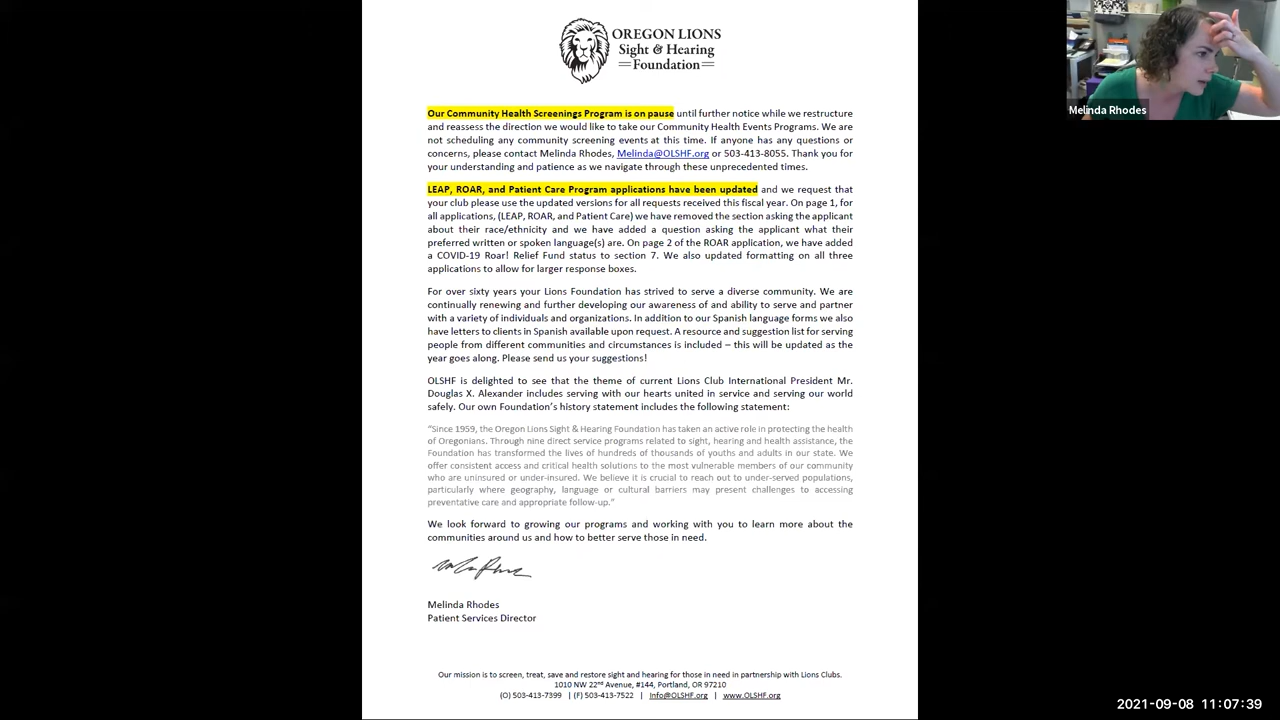 OREGON LIONS
Sight & Hearing
Foundation
Melinda Rhodes
Our Community Health Screenings Program is on pause until further notice while we restructure
and reassess the direction we would like to take our Community Health Events Programs. We are
not scheduling any community screening events at this time. If anyone has any questions or
concerns, please contact Melinda Rhodes, Melinda@OLSHF.org or 503-413-8055. Thank you for
your understanding and patience as we navigate through these unprecedented times.
LEAP, ROAR, and Patient Care Program applications have been updated and we request that
your club please use the updated versions for all requests received this fiscal year. On page 1, for
all applications, (LEAP, ROAR, and Patient Care) we have removed the section asking the applicant
about their race/ethnicity and we have added a question asking the applicant what their
preferred written or spoken language(s) are. On page 2 of the ROAR application, we have added
a COVID-19 Roar! Relief Fund status to section 7. We also updated formatting on all three
applications to allow for larger response boxes.
For over sixty years your Lions Foundation has strived to serve a diverse community. We are
continually renewing and further developing our awareness of and ability to serve and partner
with a variety of individuals and organizations. In addition to our Spanish language forms we also
have letters to clients in Spanish available upon request. A resource and suggestion list for serving
people from different communities and circumstances is included – this will be updated as the
year goes along. Please send us your suggestions!
OLSHF is delighted to see that the theme of current Lions Club International President Mr.
Douglas X. Alexander includes serving with our hearts united in service and serving our world
safely. Our own Foundation's history statement includes the following statement:
"Since 1959, the Oregon Lions Sight & Hearing Foundation has taken an active role in protecting the health
of Oregonians. Through nine direct service programs related to sight, hearing and health assistance, the
Foundation has transformed the lives of hundreds of thousands of youths and adults in our state. We
offer consistent access and critical health solutions to the most vulnerable members of our community
who are uninsured or under-insured. We believe it is crucial to reach out to under-served populations,
particularly where geography, language or cultural barriers may present challenges to accessing
preventative care and appropriate follow-up."
We look forward to growing our programs and working with you to learn more about the
communities around us and how to better serve those in need.
Melinda Rhodes
Patient Services Director
Our mission is to screen, treat, save and restore sight and hearing for those in need in partnership with Lions Clubs.
1010 NW 22nd Avenue, #144, Portland, OR 97210
(O) 503-413-7399 | (F) 503-413-7522 | Info@OLSHF.org | www.OLSHF.org
2021-09-08 11:07:39